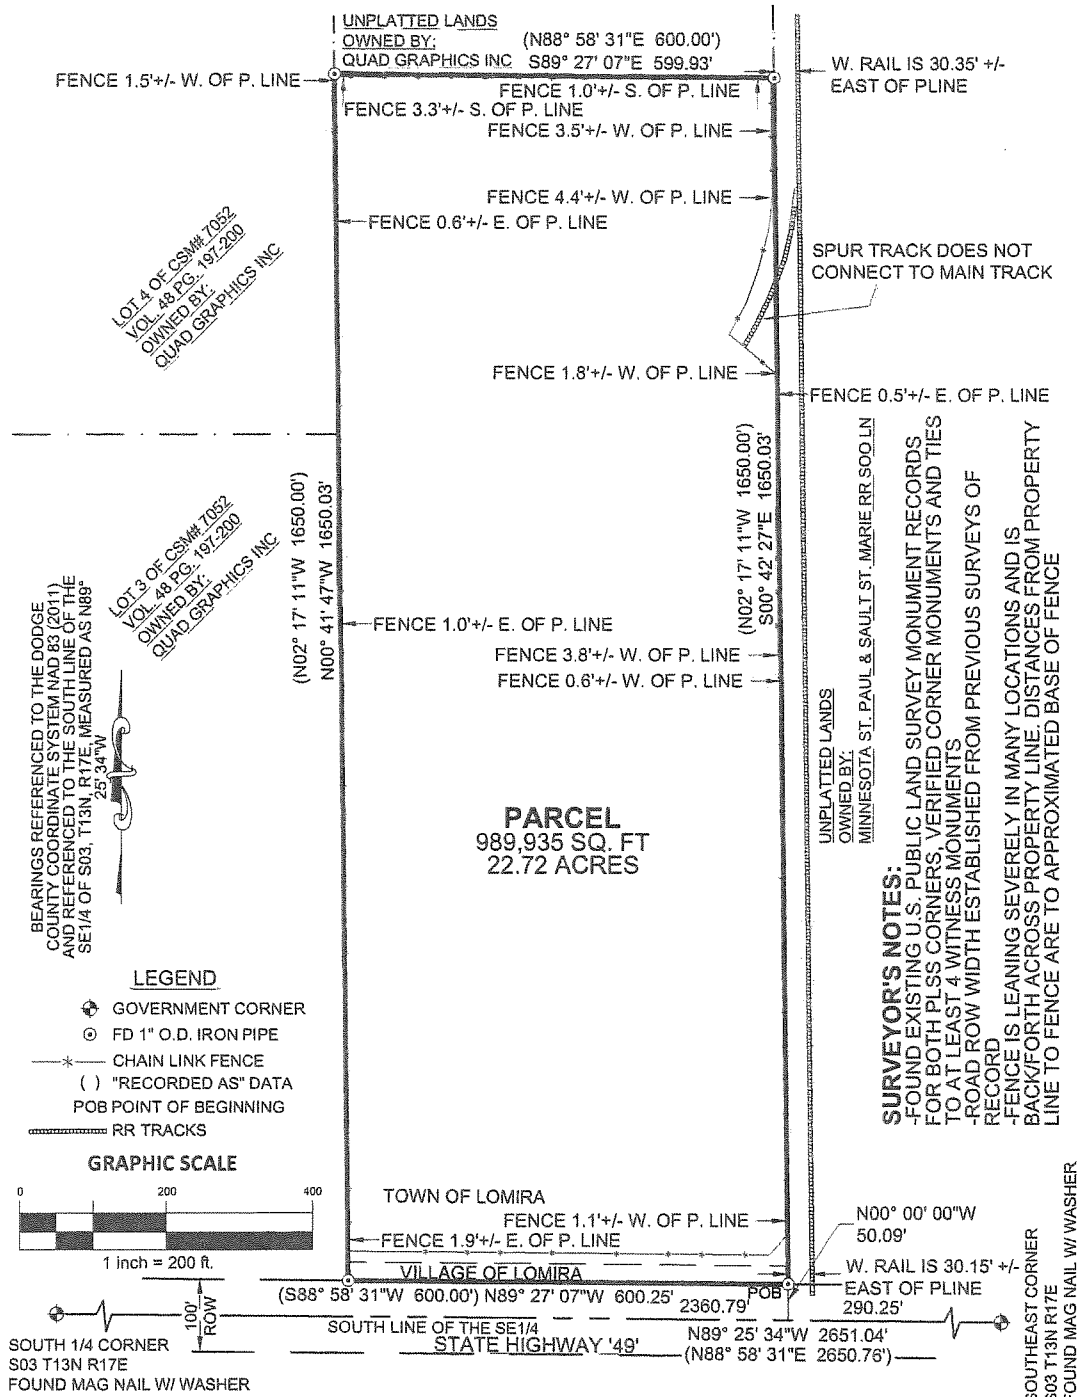 UNPLATTED LANDS
OWNED BY:
QUAD GRAPHICS INC
(N88° 58' 31"E 600.00')
S89° 27' 07"E 599.93'
W. RAIL IS 30.35' +/-
EAST OF PLINE
FENCE 1.5'+/- W. OF P. LINE
FENCE 1.0'+/- S. OF P. LINE
FENCE 3.3'+/- S. OF P. LINE
FENCE 3.5'+/- W. OF P. LINE
FENCE 4.4'+/- W. OF P. LINE
FENCE 0.6'+/- E. OF P. LINE
LOT 4 OF CSM# 7052
VOL. 48 PG. 197-200
OWNED BY:
QUAD GRAPHICS INC
SPUR TRACK DOES NOT
CONNECT TO MAIN TRACK
FENCE 1.8'+/- W. OF P. LINE
FENCE 0.5'+/- E. OF P. LINE
(N02° 17' 11"W 1650.00')
N00° 41' 47"W 1650.03'
(N02° 17' 11"W 1650.00')
S00° 42' 27"E 1650.03'
LOT 3 OF CSM# 7052
VOL. 48 PG. 197-200
OWNED BY:
QUAD GRAPHICS INC
FENCE 1.0'+/- E. OF P. LINE
FENCE 3.8'+/- W. OF P. LINE
FENCE 0.6'+/- W. OF P. LINE
UNPLATTED LANDS
OWNED BY:
MINNESOTA ST. PAUL & SAULT ST. MARIE RR SOO LN
BEARINGS REFERENCED TO THE DODGE
COUNTY COORDINATE SYSTEM NAD 83 (2011)
AND REFERENCED TO THE SOUTH LINE OF THE
SE1/4 OF S03, T13N, R17E, MEASURED AS N89°
25' 34"W
PARCEL
989,935 SQ. FT
22.72 ACRES
SURVEYOR'S NOTES:
-FOUND EXISTING U.S. PUBLIC LAND SURVEY MONUMENT RECORDS
FOR BOTH PLSS CORNERS, VERIFIED CORNER MONUMENTS AND TIES
TO AT LEAST 4 WITNESS MONUMENTS
-ROAD ROW WIDTH ESTABLISHED FROM PREVIOUS SURVEYS OF
RECORD
-FENCE IS LEANING SEVERELY IN MANY LOCATIONS AND IS
BACK/FORTH ACROSS PROPERTY LINE. DISTANCES FROM PROPERTY
LINE TO FENCE ARE TO APPROXIMATED BASE OF FENCE
LEGEND
GOVERNMENT CORNER
FD 1" O.D. IRON PIPE
CHAIN LINK FENCE
( ) "RECORDED AS" DATA
POB POINT OF BEGINNING
RR TRACKS
GRAPHIC SCALE
0 200 400
1 inch = 200 ft.
TOWN OF LOMIRA
FENCE 1.1'+/- W. OF P. LINE
FENCE 1.9'+/- E. OF P. LINE
N00° 00' 00"W
50.09'
VILLAGE OF LOMIRA
POB
W. RAIL IS 30.15' +/-
EAST OF PLINE
(S88° 58' 31"W 600.00') N89° 27' 07"W 600.25'
2360.79'
290.25'
100'
ROW
SOUTH LINE OF THE SE1/4
STATE HIGHWAY '49'
N89° 25' 34"W 2651.04'
(N88° 58' 31"E 2650.76')
SOUTH 1/4 CORNER
S03 T13N R17E
FOUND MAG NAIL W/ WASHER
SOUTHEAST CORNER
S03 T13N R17E
FOUND MAG NAIL W/ WASHER